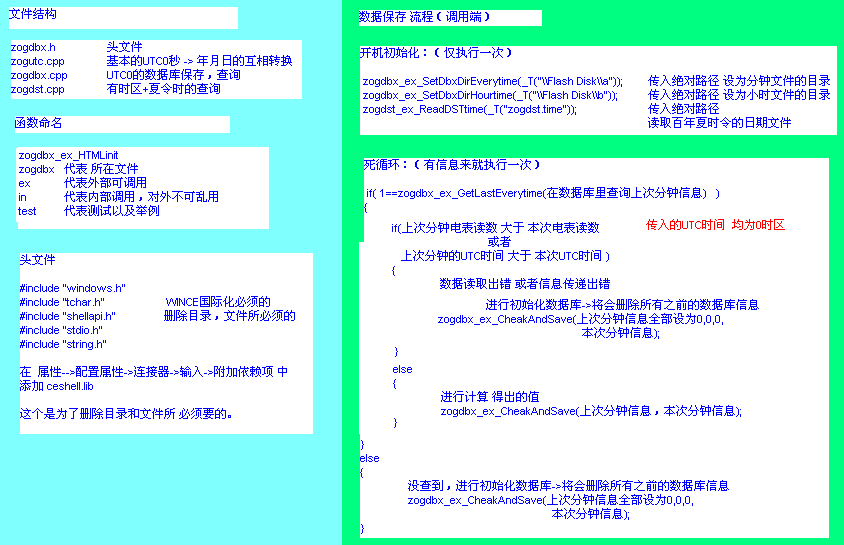 文件结构
zogdbx.h 头文件
zogutc.cpp 基本的UTC0秒 -> 年月日的互相转换
zogdbx.cpp UTC0的数据库保存，查询
zogdst.cpp 有时区+夏令时的查询
函数命名
zogdbx_ex_HTMLinit
zogdbx 代表 所在文件
ex 代表外部可调用
in 代表内部调用，对外不可乱用
test 代表测试以及举例
头文件
#include "windows.h"
#include "tchar.h" WINCE国际化必须的
#include "shellapi.h" 删除目录，文件所必须的
#include "stdio.h"
#include "string.h"
在 属性-->配置属性->连接器->输入->附加依赖项 中
添加 ceshell.lib
这个是为了删除目录和文件所 必须要的。
数据保存 流程（调用端）
开机初始化：（仅执行一次）
zogdbx_ex_SetDbxDirEverytime(_T("\\Flash Disk\\a")); 传入绝对路径 设为分钟文件的目录
zogdbx_ex_SetDbxDirHourtime(_T("\\Flash Disk\\b")); 传入绝对路径 设为小时文件的目录
zogdst_ex_ReadDSTtime(_T("zogdst.time")); 传入绝对路径
读取百年夏时令的日期文件
死循环：（有信息来就执行一次）
if( 1==zogdbx_ex_GetLastEverytime(在数据库里查询上次分钟信息) )
{
if(上次分钟电表读数 大于 本次电表读数 传入的UTC时间 均为0时区
或者
上次分钟的UTC时间 大于 本次UTC时间 )
{
数据读取出错 或者信息传递出错
进行初始化数据库->将会删除所有之前的数据库信息
zogdbx_ex_CheakAndSave(上次分钟信息全部设为0,0,0,
本次分钟信息);
}
else
{
进行计算 得出的值
zogdbx_ex_CheakAndSave(上次分钟信息，本次分钟信息);
}
}
else
{
没查到，进行初始化数据库->将会删除所有之前的数据库信息
zogdbx_ex_CheakAndSave(上次分钟信息全部设为0,0,0,
本次分钟信息);
}